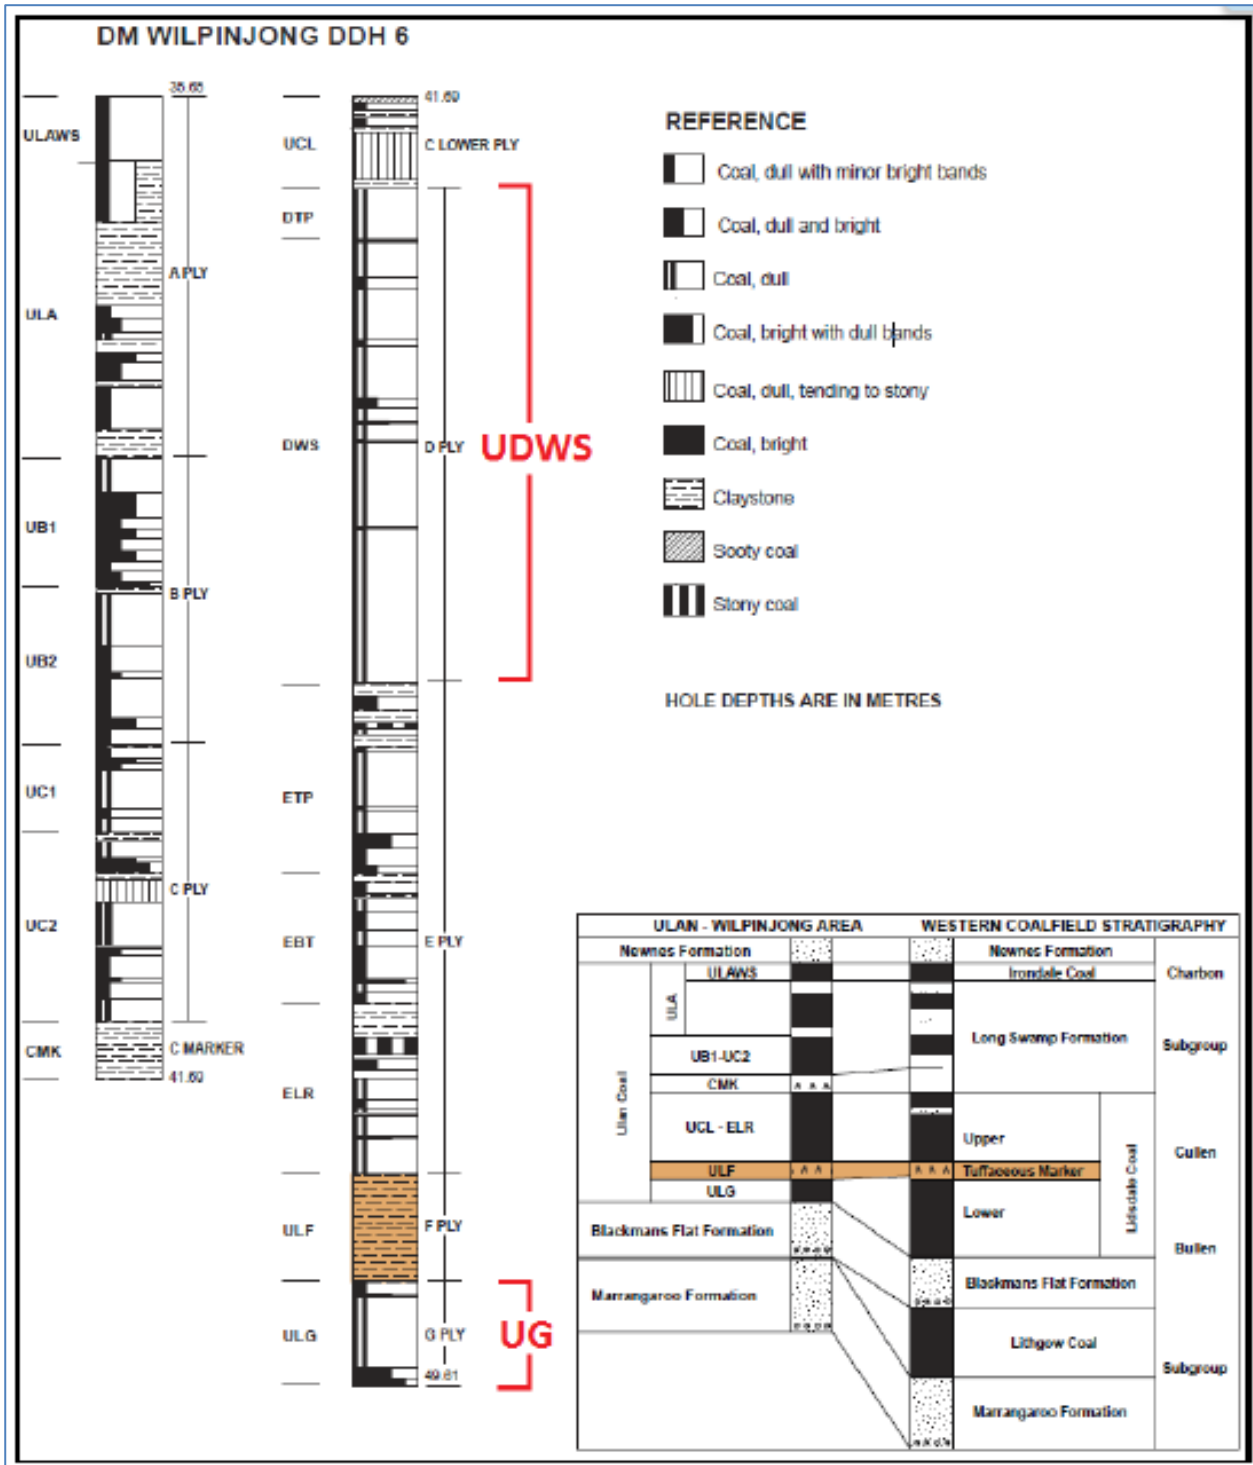 DM WILPINJONG DDH 6
35.65
ULAWS
A PLY
ULA
UB1
B PLY
UB2
UC1
C PLY
UC2
CMK
C MARKER
41.69
41.69
UCL
C LOWER PLY
DTP
DWS
D PLY
UDWS
ETP
EBT
E PLY
ELR
ULF
F PLY
ULG
G PLY
UG
49.61
REFERENCE
Coal, dull with minor bright bands
Coal, dull and bright
Coal, dull
Coal, bright with dull bands
Coal, dull, tending to stony
Coal, bright
Claystone
Sooty coal
Stony coal
HOLE DEPTHS ARE IN METRES
ULAN - WILPINJONG AREA WESTERN COALFIELD STRATIGRAPHY
Newnes Formation Newnes Formation
ULAWS Irondale Coal Charbon
ULA
Long Swamp Formation Subgroup
UB1-UC2
CMK
Ulan Coal
UCL - ELR Upper Cullen
Lidsdale Coal
ULF Tuffaceous Marker
ULG Lower
Blackmans Flat Formation Bullen
Blackmans Flat Formation
Marrangaroo Formation
Lithgow Coal Subgroup
Marrangaroo Formation